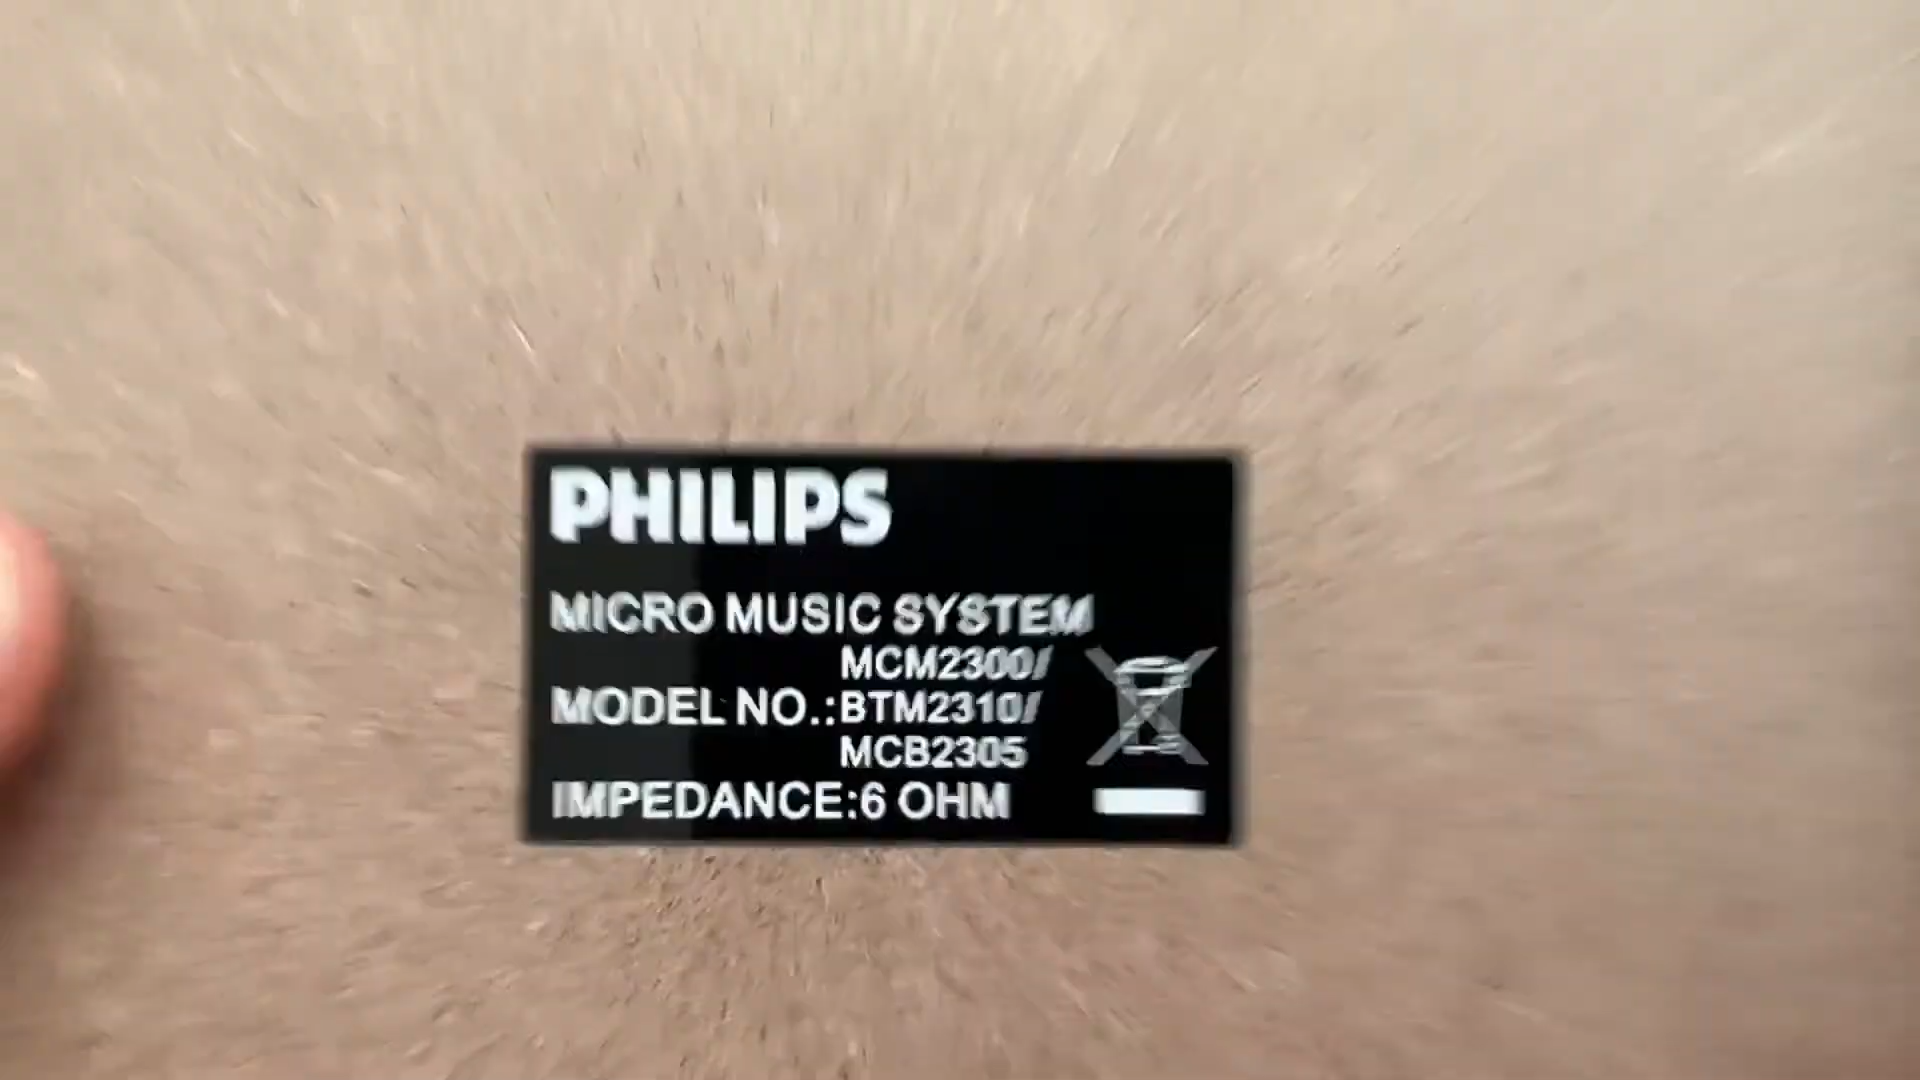 PHILIPS
MICRO MUSIC SYSTEM
MCM2300/
MODEL NO.:BTM2310/
MCB2305
IMPEDANCE:6 OHM